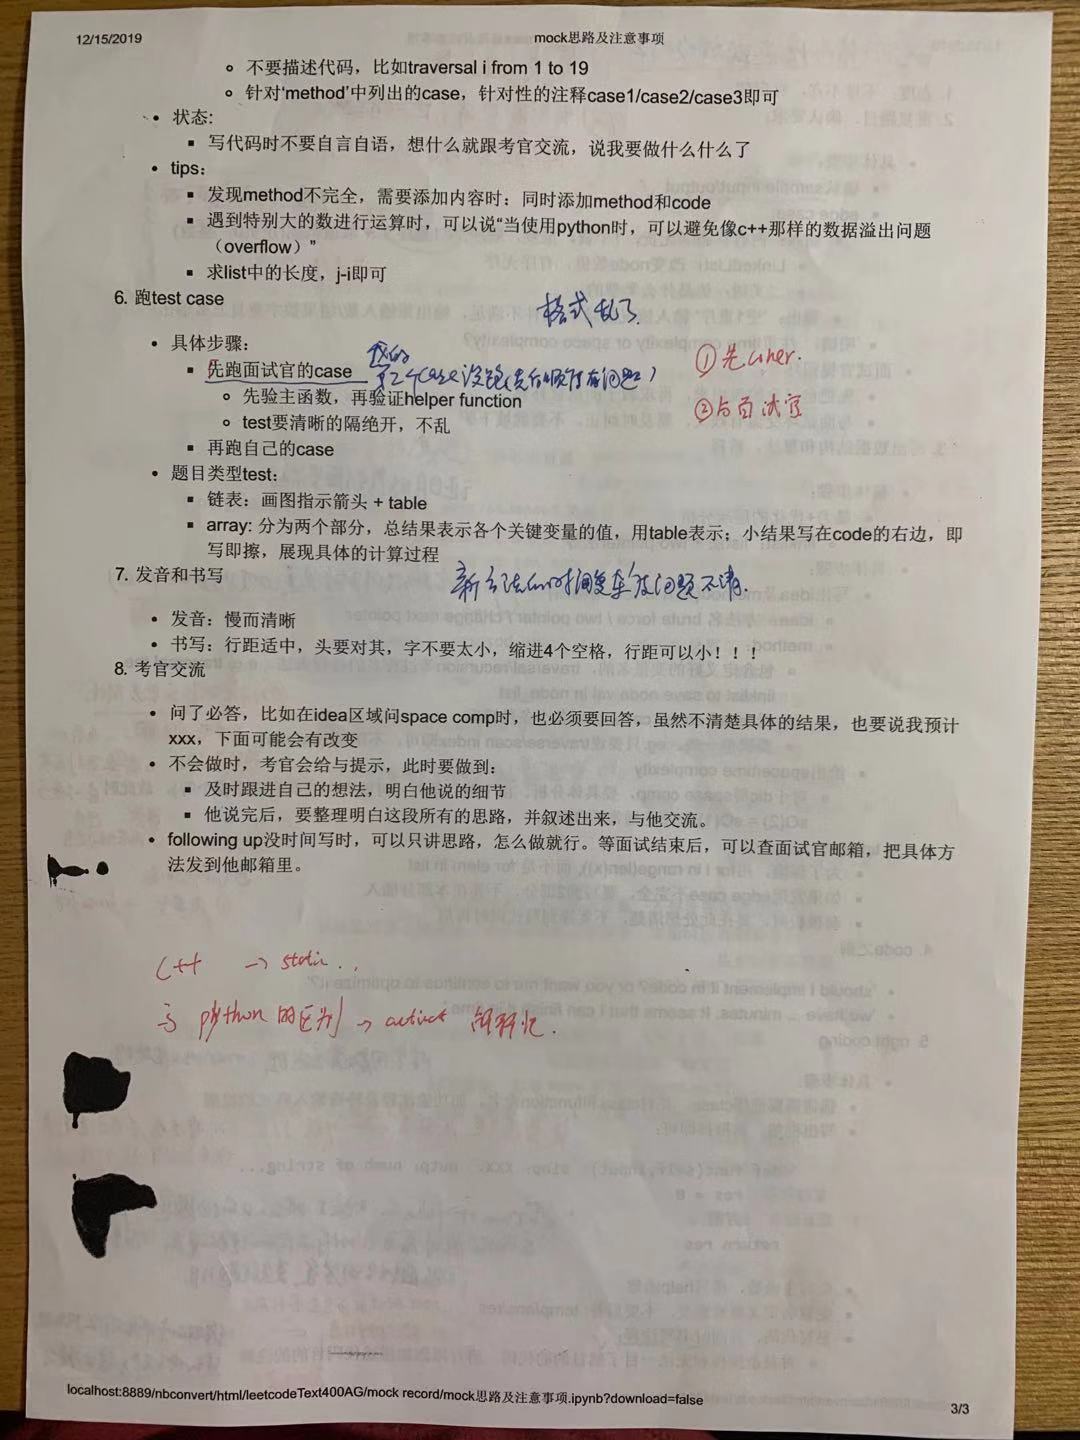 12/15/2019 mock思路及注意事项
不要描述代码，比如traversal i from 1 to 19
针对'method'中列出的case，针对性的注释case1/case2/case3即可
状态:
写代码时不要自言自语，想什么就跟考官交流，说我要做什么什么了
tips：
发现method不完全，需要添加内容时：同时添加method和code
遇到特别大的数进行运算时，可以说“当使用python时，可以避免像c++那样的数据溢出问题
（overflow）”
求list中的长度，j-i即可
6. 跑test case
格式乱了
具体步骤：
先跑面试官的case
我的
第2个case没跑(先后顺序有问题)
① 先
② 与面试官
先验主函数，再验证helper function
test要清晰的隔绝开，不乱
再跑自己的case
题目类型test：
链表：画图指示箭头 + table
array: 分为两个部分，总结果表示各个关键变量的值，用table表示；小结果写在code的右边，即
写即擦，展现具体的计算过程
7. 发音和书写
新方法的时间复杂度问题不清.
发音：慢而清晰
书写：行距适中，头要对其，字不要太小，缩进4个空格，行距可以小！！！
8. 考官交流
问了必答，比如在idea区域问space comp时，也必须要回答，虽然不清楚具体的结果，也要说我预计
xxx，下面可能会有改变
不会做时，考官会给与提示，此时要做到：
及时跟进自己的想法，明白他说的细节
他说完后，要整理明白这段所有的思路，并叙述出来，与他交流。
following up没时间写时，可以只讲思路，怎么做就行。等面试结束后，可以查面试官邮箱，把具体方
法发到他邮箱里。
C++ → static ..
与 python 的区别 →
localhost:8889/nbconvert/html/leetcodeText400AG/mock record/mock思路及注意事项.ipynb?download=false
3/3